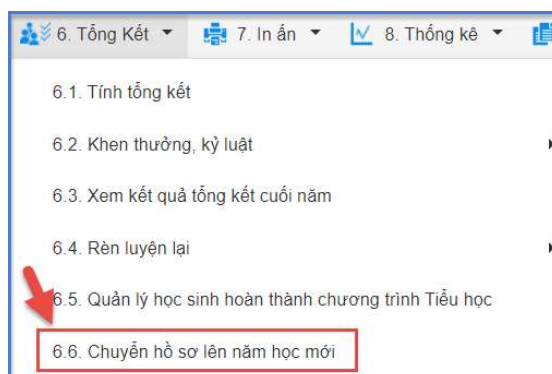 6. Tổng Kết 7. In ấn 8. Thống kê
6.1. Tính tổng kết
6.2. Khen thưởng, kỷ luật
6.3. Xem kết quả tổng kết cuối năm
6.4. Rèn luyện lại
6.5. Quản lý học sinh hoàn thành chương trình Tiểu học
6.6. Chuyển hồ sơ lên năm học mới